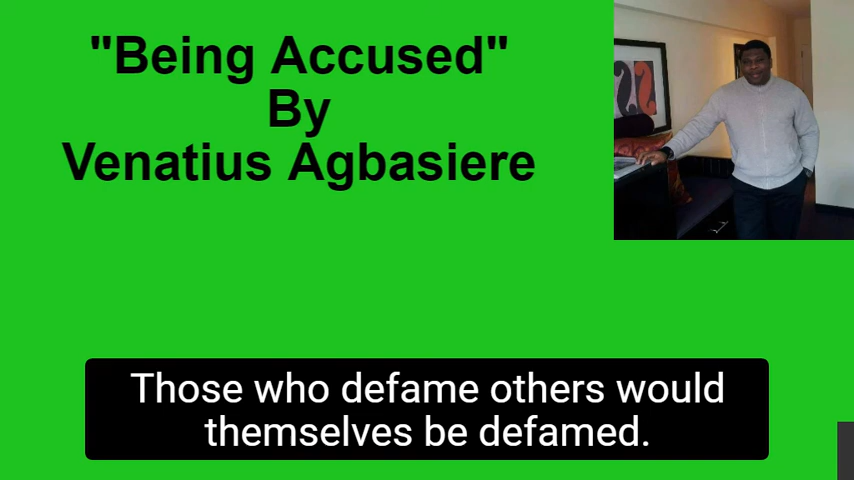 "Being Accused"
By
Venatius Agbasiere
Those who defame others would
themselves be defamed.